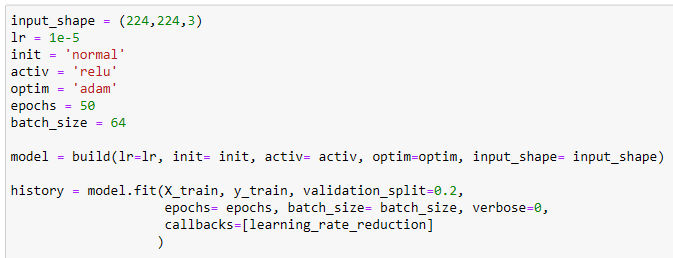 input_shape = (224,224,3)
lr = 1e-5
init = 'normal'
activ = 'relu'
optim = 'adam'
epochs = 50
batch_size = 64
model = build(lr=lr, init= init, activ= activ, optim=optim, input_shape= input_shape)
history = model.fit(X_train, y_train, validation_split=0.2,
epochs= epochs, batch_size= batch_size, verbose=0,
callbacks=[learning_rate_reduction]
)